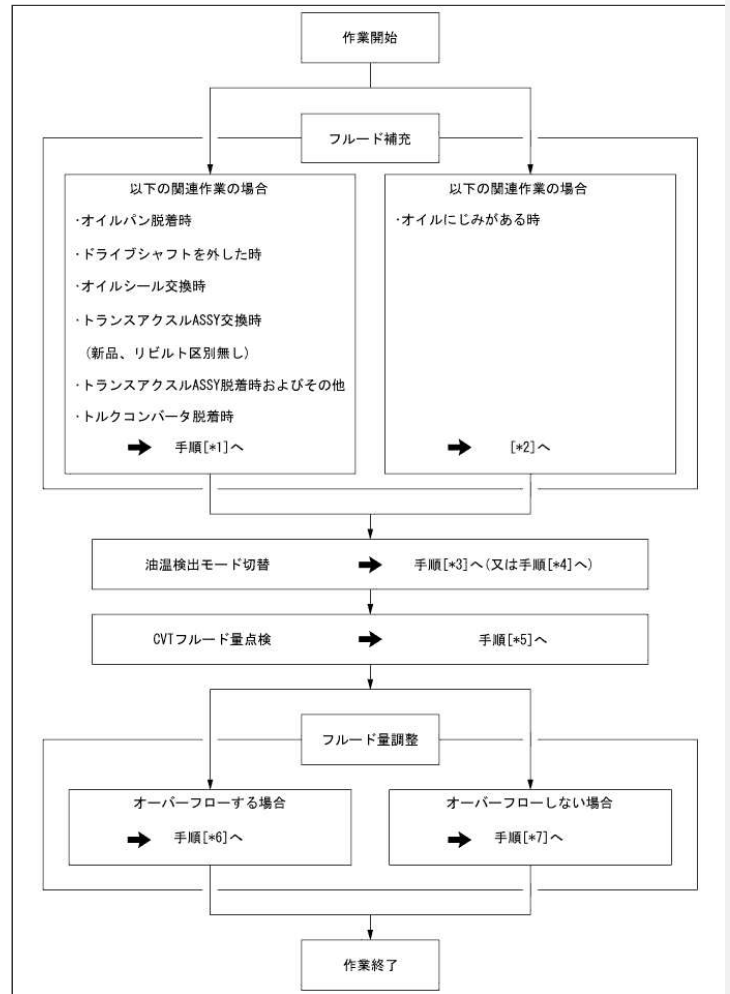 作業開始
フルード補充
以下の関連作業の場合
・オイルパン脱着時
・ドライブシャフトを外した時
・オイルシール交換時
・トランスアクスルASSY交換時
(新品、リビルト区別無し)
・トランスアクスルASSY脱着時およびその他
・トルクコンバータ脱着時
➡ 手順[*1]へ
以下の関連作業の場合
・オイルにじみがある時
➡ [*2]へ
油温検出モード切替 ➡ 手順[*3]へ(又は手順[*4]へ)
CVTフルード量点検 ➡ 手順[*5]へ
フルード量調整
オーバーフローする場合
➡ 手順[*6]へ
オーバーフローしない場合
➡ 手順[*7]へ
作業終了